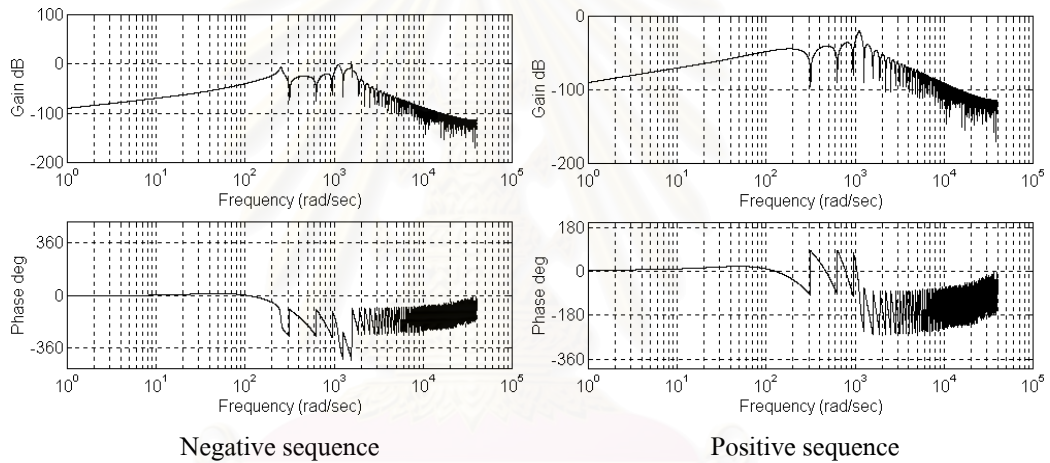 100
0
-100
-200
Gain dB
10^0 10^1 10^2 10^3 10^4 10^5
Frequency (rad/sec)
360
0
-360
Phase deg
10^0 10^1 10^2 10^3 10^4 10^5
Frequency (rad/sec)
Negative sequence
0
-100
-200
Gain dB
10^0 10^1 10^2 10^3 10^4 10^5
Frequency (rad/sec)
180
0
-180
-360
Phase deg
10^0 10^1 10^2 10^3 10^4 10^5
Frequency (rad/sec)
Positive sequence